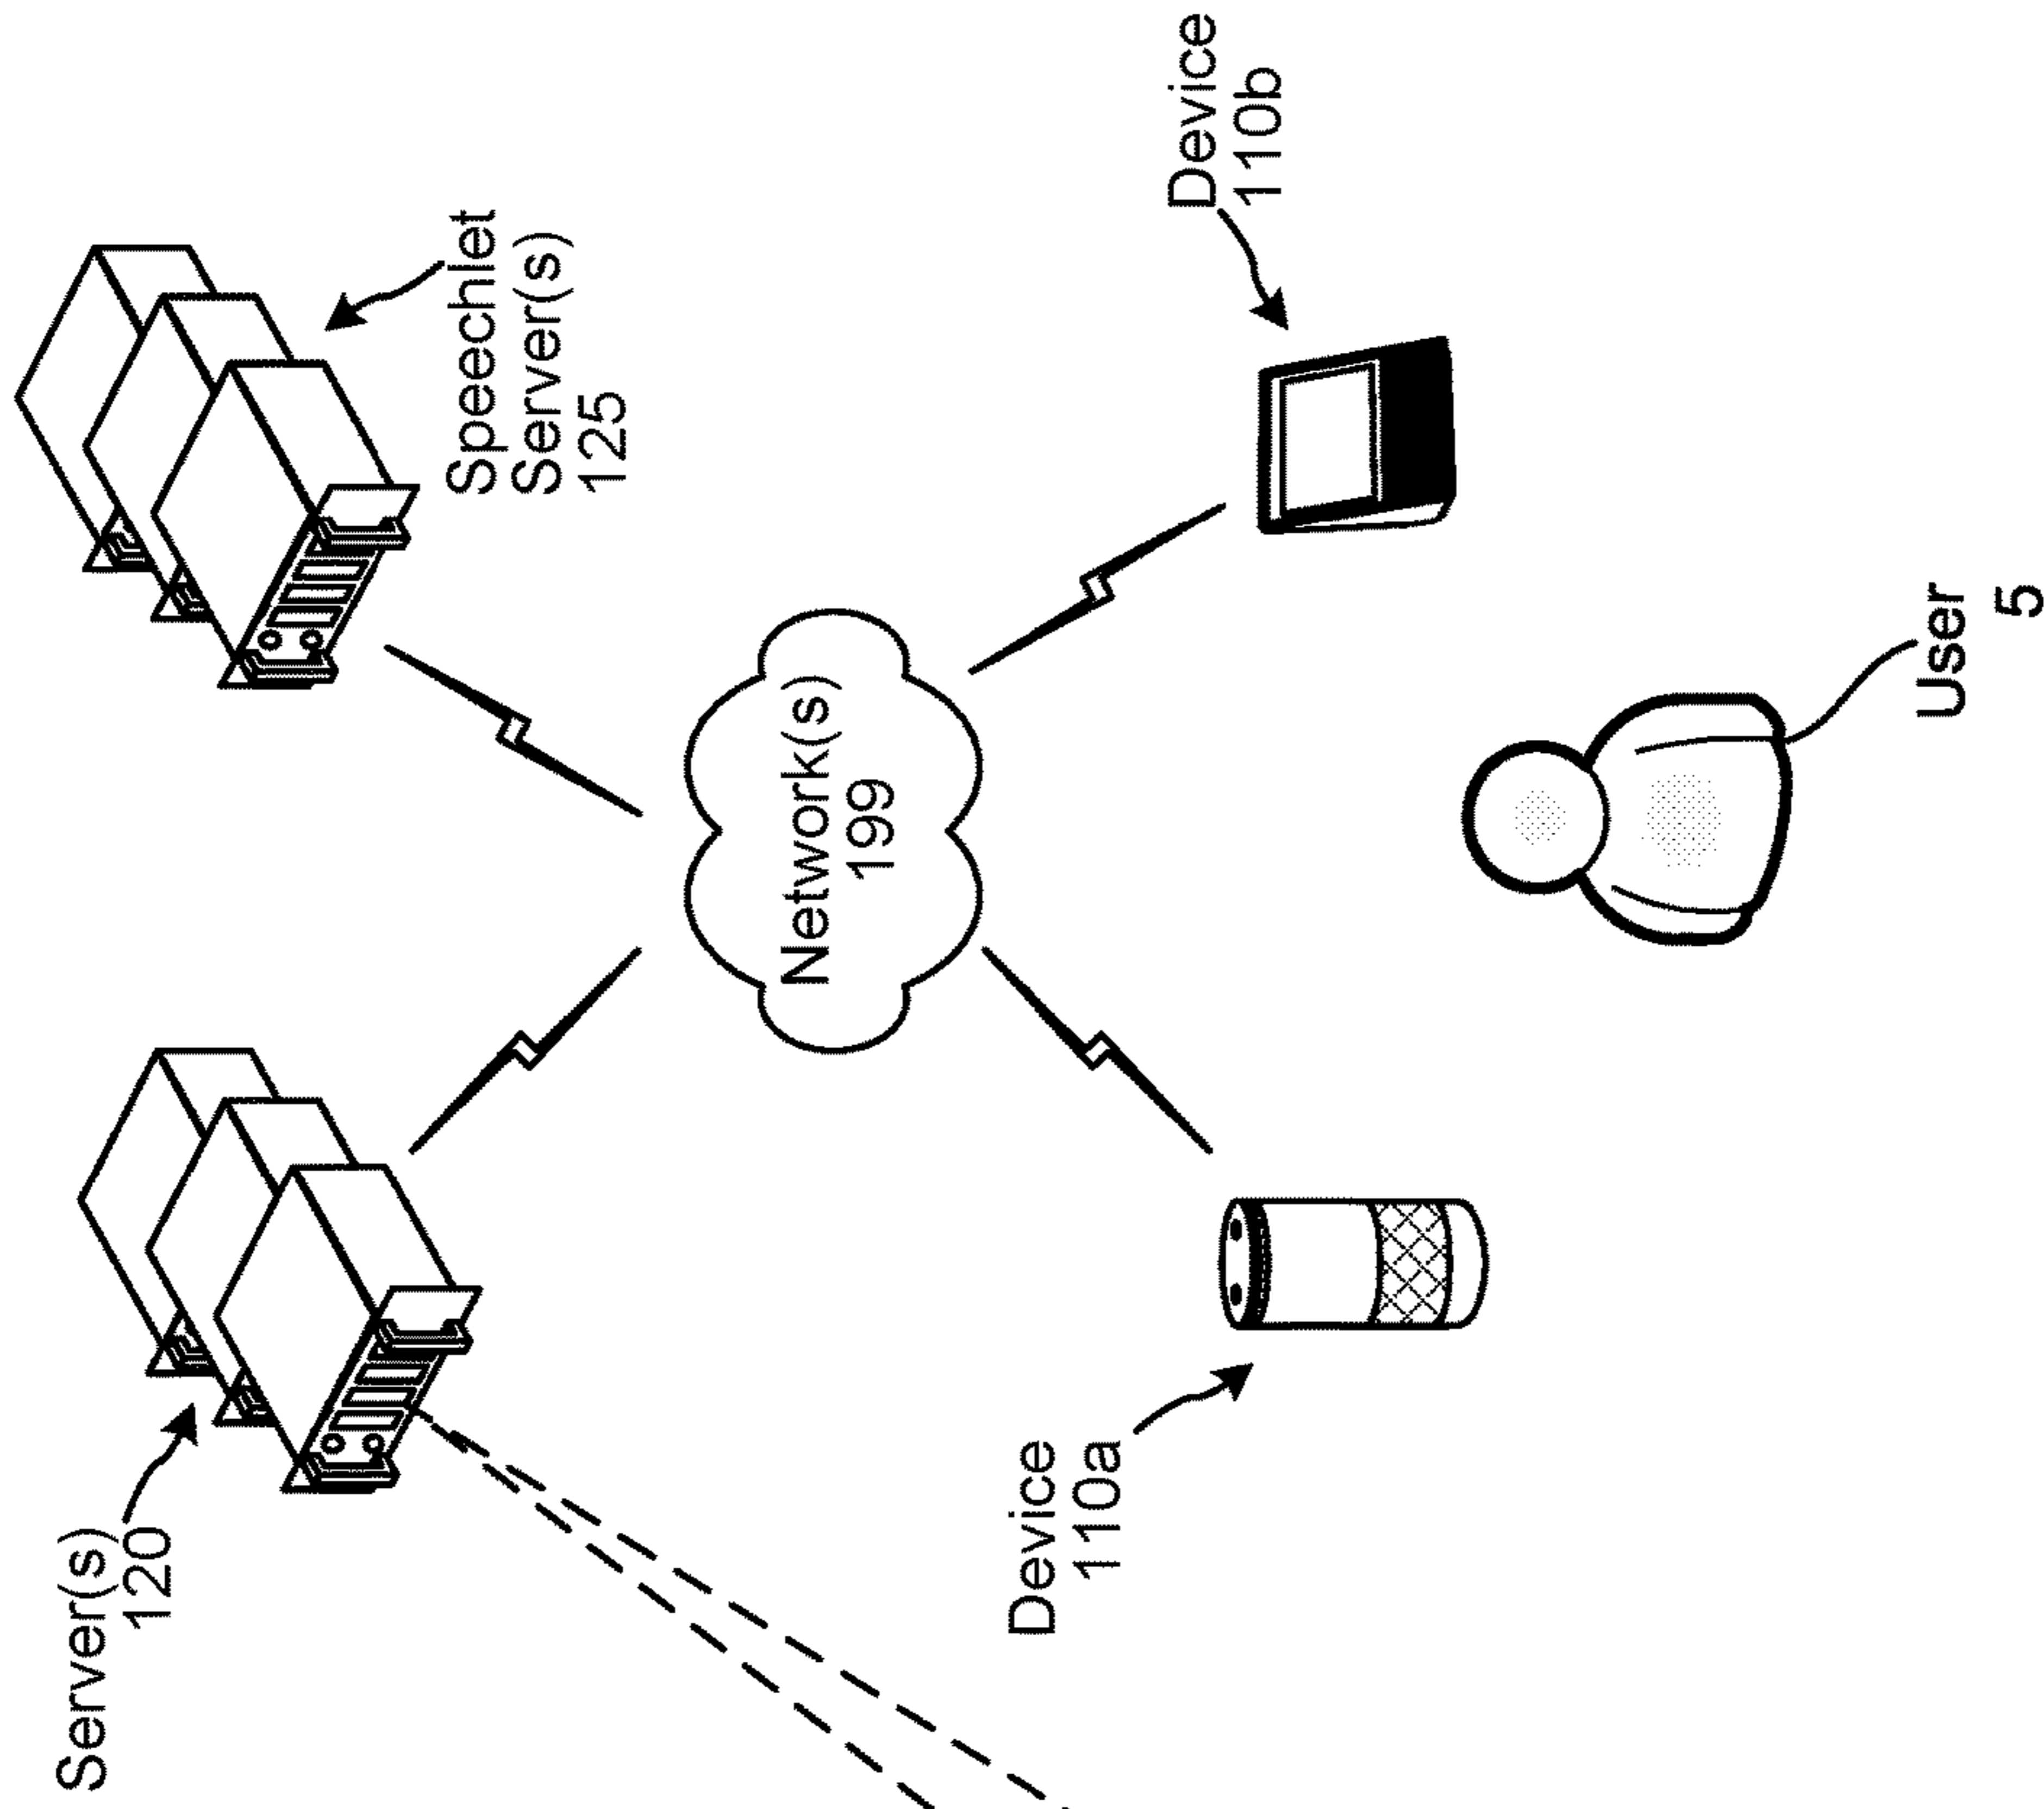 Server(s)
120
Speechlet
Server(s)
125
Network(s)
199
Device
110a
Device
110b
User
5